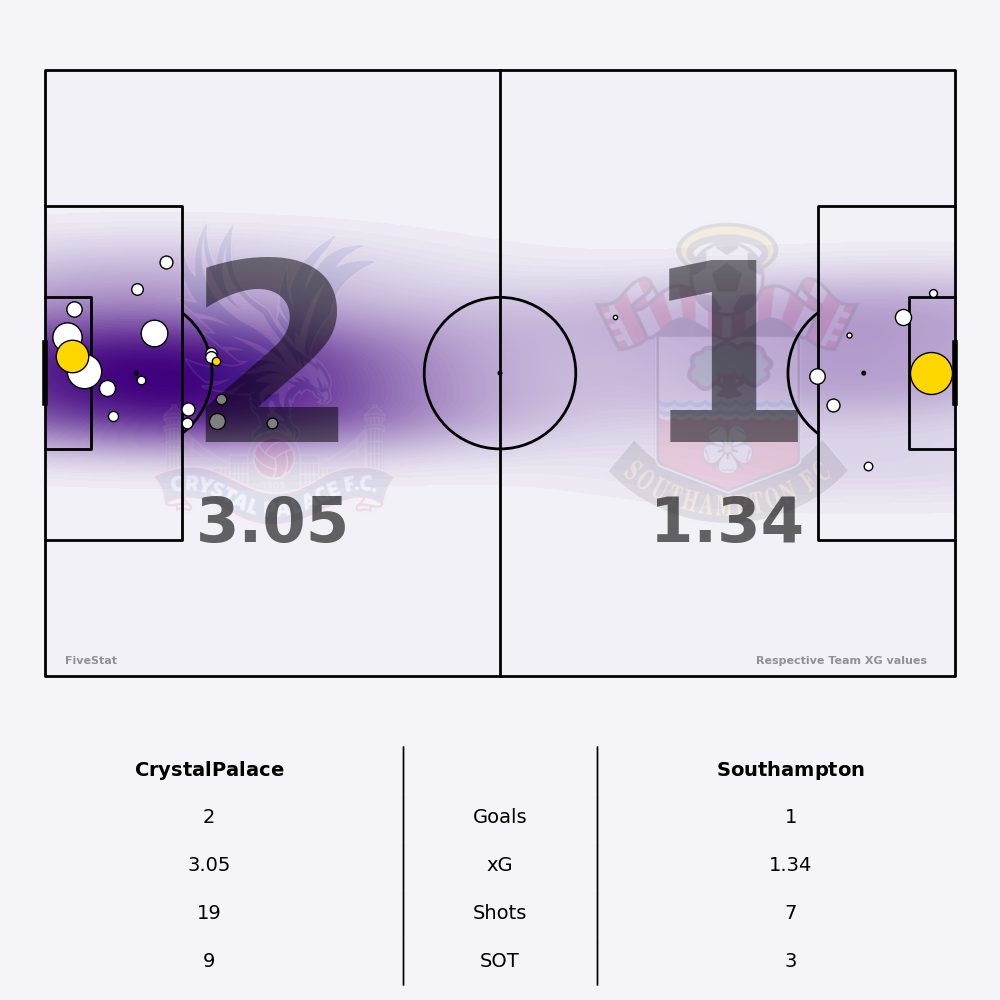 2
1
CRYSTAL PALACE F.C.
SOUTHAMPTON FC
3.05
1.34
FiveStat
Respective Team XG values
CrystalPalace
Southampton
2
Goals
1
3.05
xG
1.34
19
Shots
7
9
SOT
3